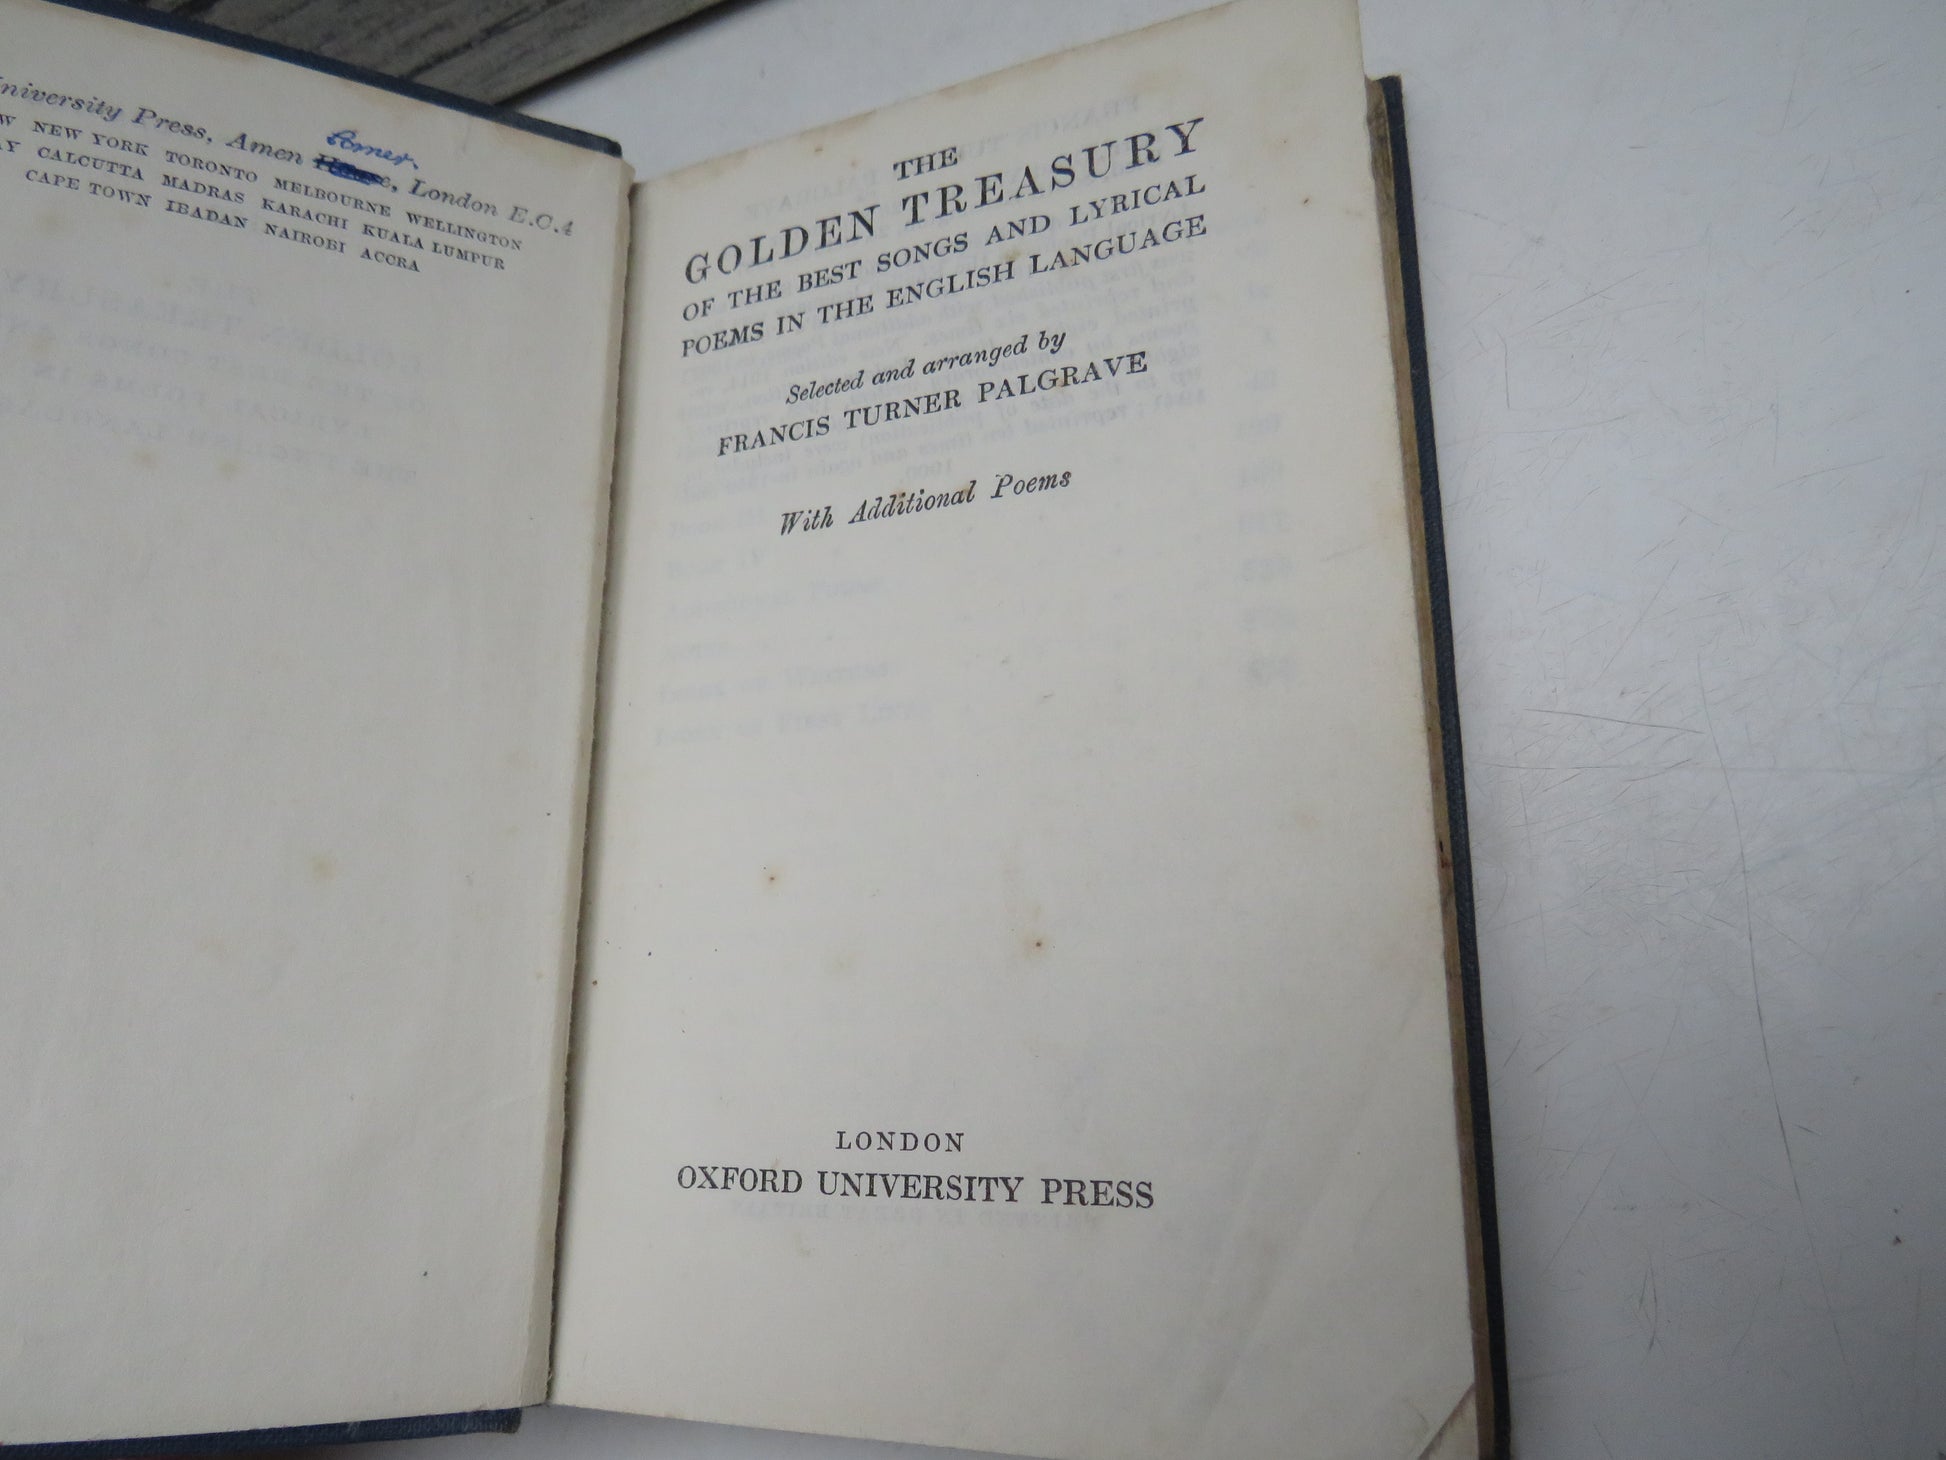 University Press, Amen Corner. House, London E.C.4
NEW YORK TORONTO MELBOURNE WELLINGTON
CALCUTTA MADRAS KARACHI KUALA LUMPUR
CAPE TOWN IBADAN NAIROBI ACCRA
THE
GOLDEN TREASURY
OF THE BEST SONGS AND LYRICAL
POEMS IN THE ENGLISH LANGUAGE
Selected and arranged by
FRANCIS TURNER PALGRAVE
With Additional Poems
LONDON
OXFORD UNIVERSITY PRESS